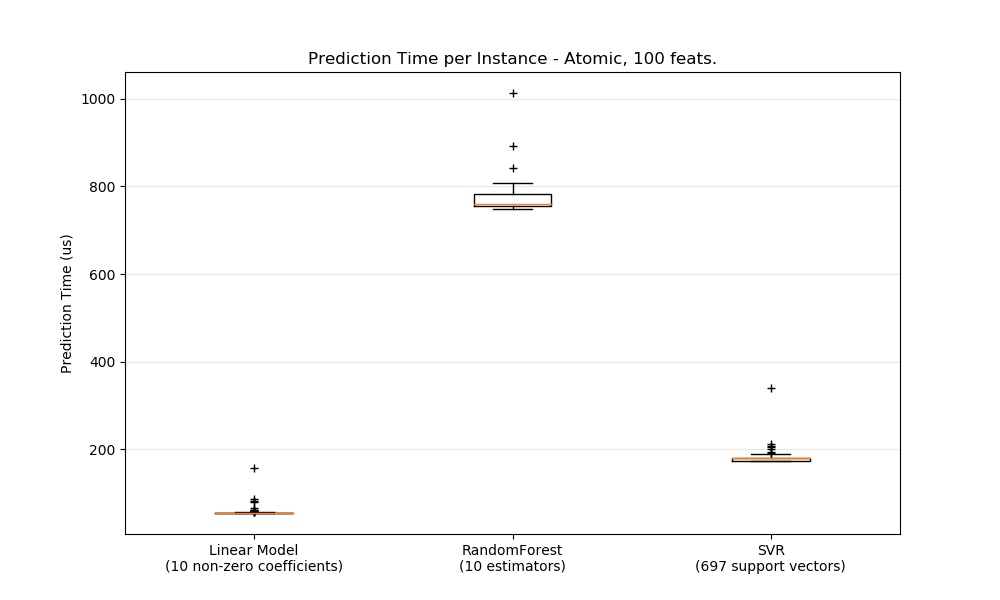 Prediction Time per Instance - Atomic, 100 feats.
1000
800
600
400
200
Prediction Time (us)
Linear Model
(10 non-zero coefficients)
RandomForest
(10 estimators)
SVR
(697 support vectors)